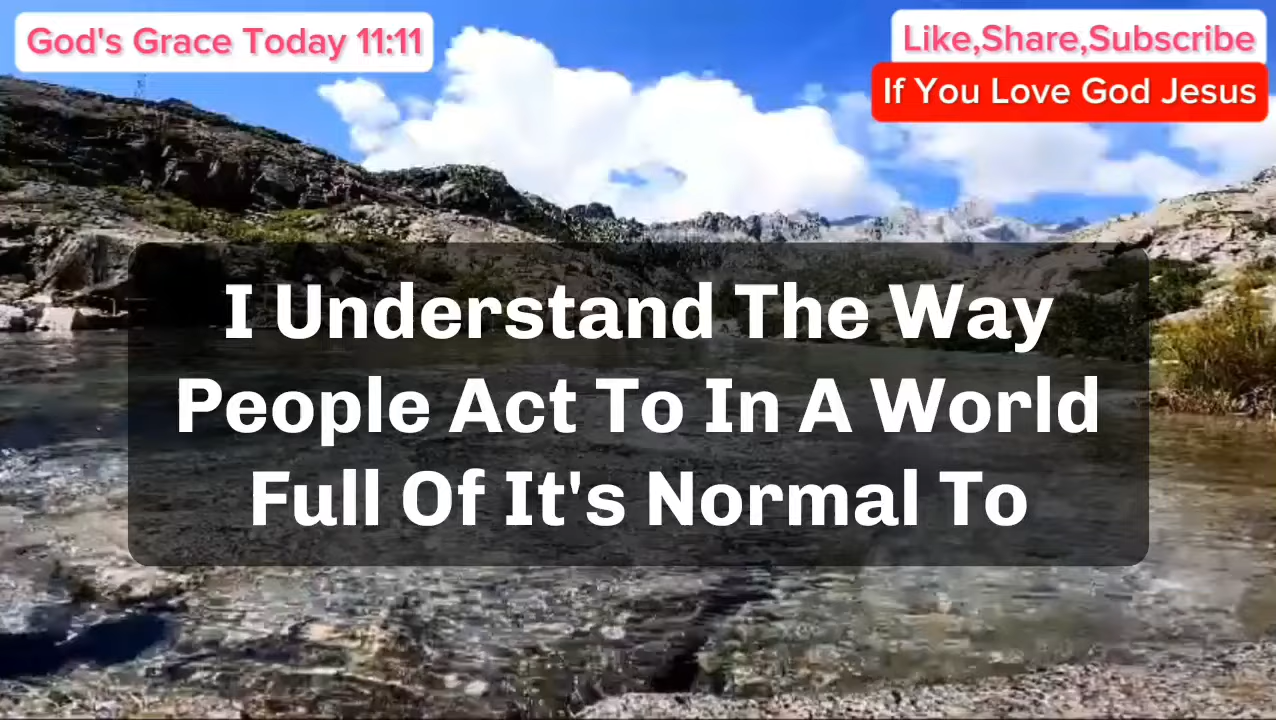 God's Grace Today 11:11
Like,Share,Subscribe
If You Love God Jesus
I Understand The Way
People Act To In A World
Full Of It's Normal To